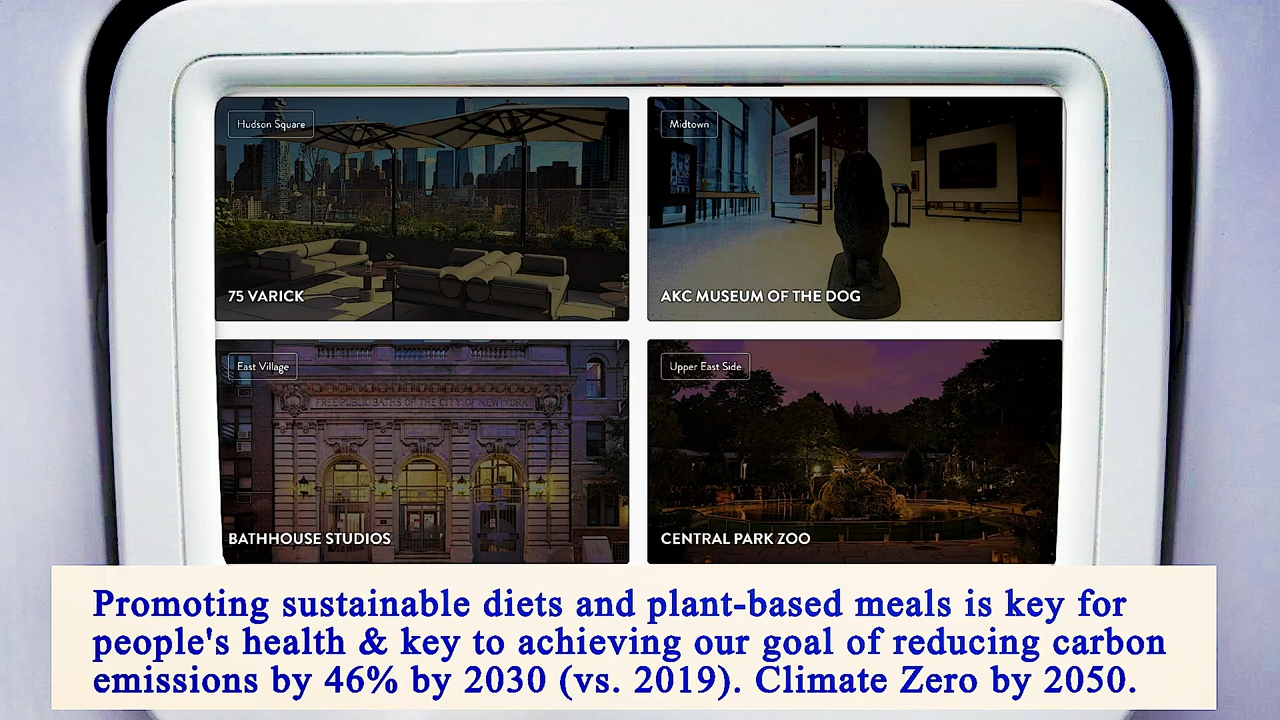 Hudson Square
75 VARICK
Midtown
AKC MUSEUM OF THE DOG
East Village
FREE PUBLIC BATHS OF THE CITY OF NEW YORK
BATHHOUSE STUDIOS
Upper East Side
CENTRAL PARK ZOO
Promoting sustainable diets and plant-based meals is key for
people's health & key to achieving our goal of reducing carbon
emissions by 46% by 2030 (vs. 2019). Climate Zero by 2050.